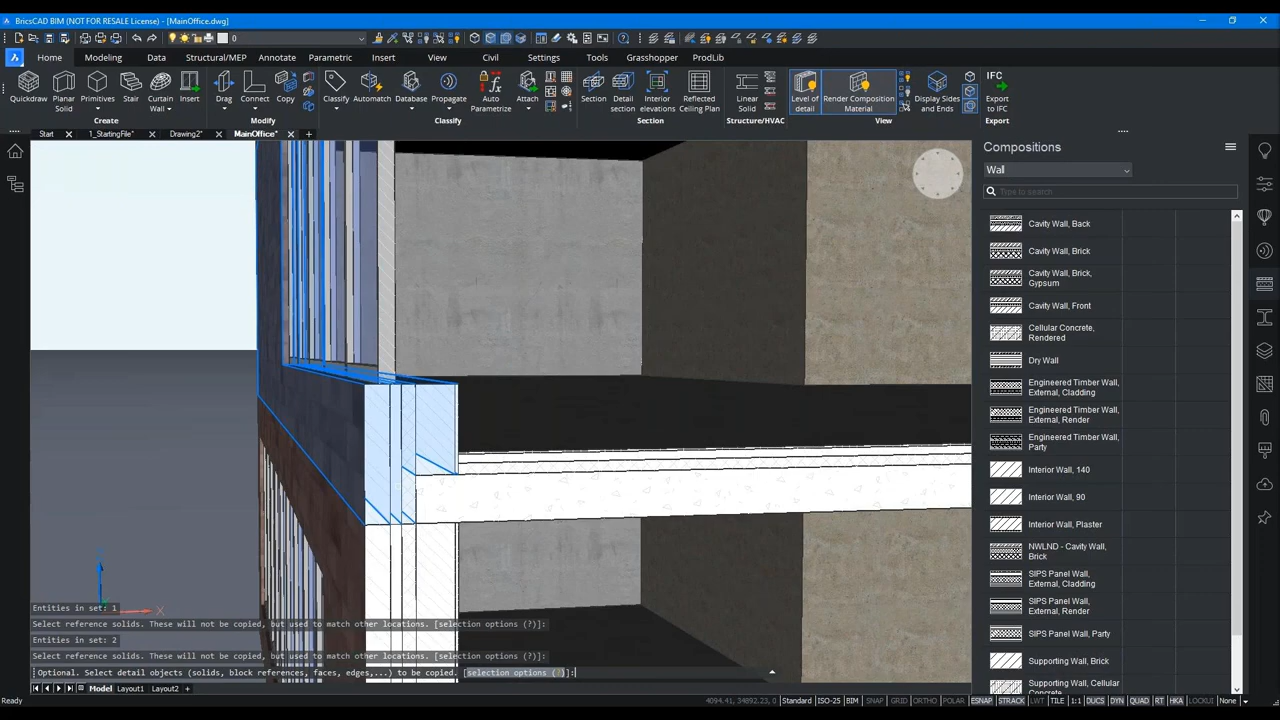 BricsCAD BIM (NOT FOR RESALE License) - [MainOffice.dwg]
0
Home Modeling Data Structural/MEP Annotate Parametric Insert View Civil Settings Tools Grasshopper ProdLib
Quickdraw
Planar
Solid
Primitives
Stair
Curtain
Wall
Insert
Create
Drag
Connect
Copy
Modify
Classify
Automatch
Database
Propagate
Auto
Parametrize
Attach
Classify
Section
Detail
section
Interior
elevations
Reflected
Ceiling Plan
Section
Linear
Solid
Structure/HVAC
Level of
detail
Render Composition
Material
Display Sides
and Ends
View
IFC
Export
to IFC
Export
Start 1_StartingFile* Drawing2* MainOffice*
Compositions
Wall
Type to search
Cavity Wall, Back
Cavity Wall, Brick
Cavity Wall, Brick,
Gypsum
Cavity Wall, Front
Cellular Concrete,
Rendered
Dry Wall
Engineered Timber Wall,
External, Cladding
Engineered Timber Wall,
External, Render
Engineered Timber Wall,
Party
Interior Wall, 140
Interior Wall, 90
Interior Wall, Plaster
NWLND - Cavity Wall,
Brick
SIPS Panel Wall,
External, Cladding
SIPS Panel Wall,
External, Render
SIPS Panel Wall, Party
Supporting Wall, Brick
Supporting Wall, Cellular
Concrete
X
Entities in set: 1
Select reference solids. These will not be copied, but used to match other locations. [selection options (?)]:
Entities in set: 2
Select reference solids. These will not be copied, but used to match other locations. [selection options (?)]:
Optional. Select detail objects (solids, block references, faces, edges,...) to be copied. [selection options (?)]:
Model Layout1 Layout2 +
Ready
4094.41, 34892.23, 0 Standard ISO-25 BIM SNAP GRID ORTHO POLAR ESNAP STRACK LWT TILE 1:1 DUCS DYN QUAD RT HKA LOCKUI None